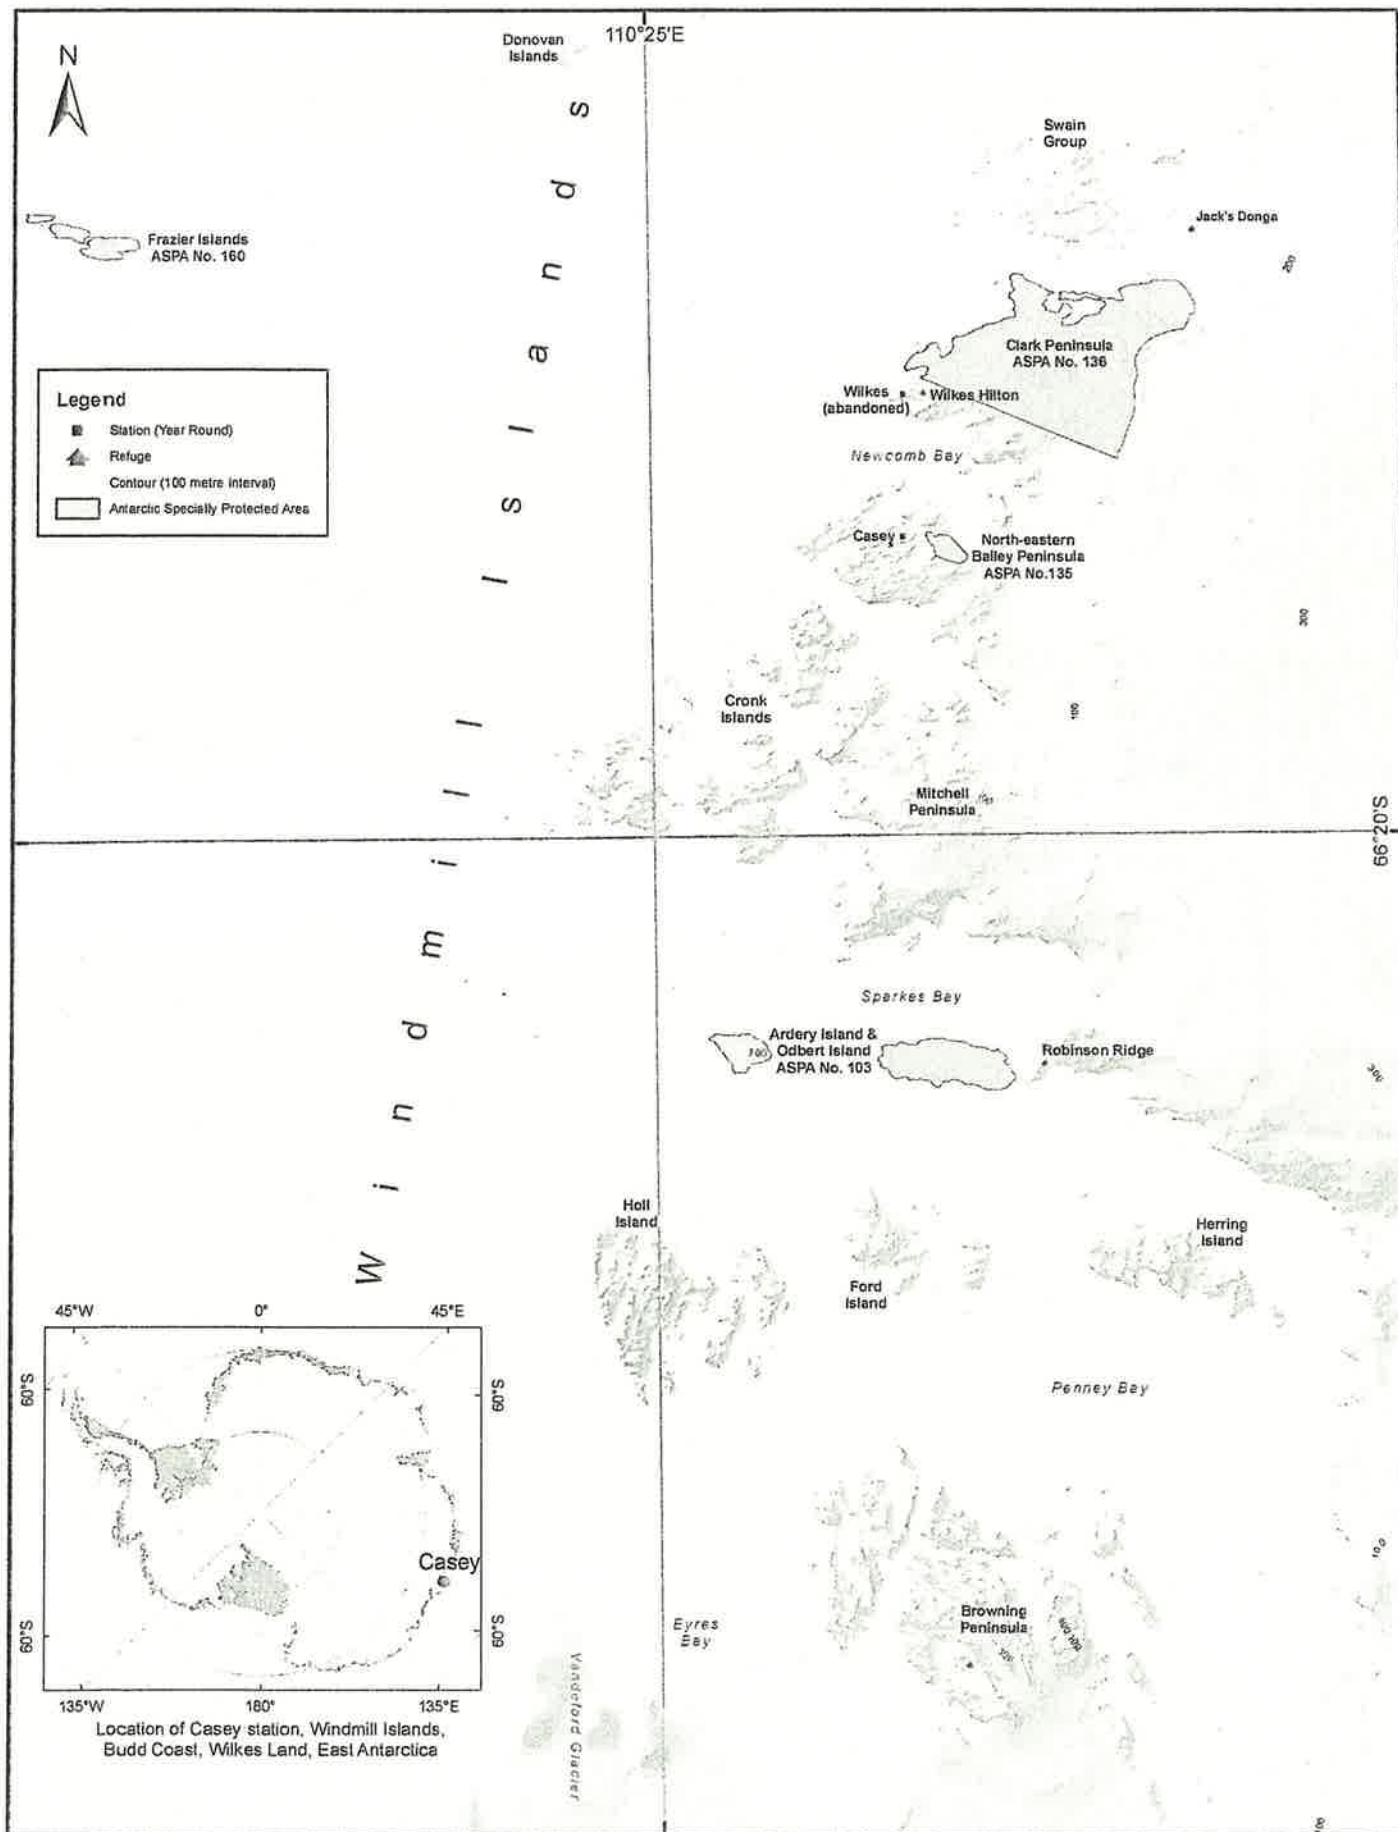 110°25'E
Donovan
Islands
N
Swain
Group
Jack's Donga
200
Frazier Islands
ASPA No. 160
Clark Peninsula
ASPA No. 136
Legend
Station (Year Round)
Refuge
Contour (100 metre interval)
Antarctic Specially Protected Area
Wilkes
(abandoned)
Wilkes Hilton
Newcomb Bay
Casey
North-eastern
Bailey Peninsula
ASPA No.135
Cronk
Islands
100
Mitchell
Peninsula
66°20'S
Windmill Islands
Sparkes Bay
Ardery Island &
Odbert Island
ASPA No. 103
100
Robinson Ridge
300
Holl
Island
Herring
Island
Ford
Island
Penney Bay
Browning
Peninsula
Eyres
Bay
Vanderford Glacier
100
45°W
0°
45°E
60°S
60°S
Casey
60°S
60°S
135°W
180°
135°E
Location of Casey station, Windmill Islands,
Budd Coast, Wilkes Land, East Antarctica